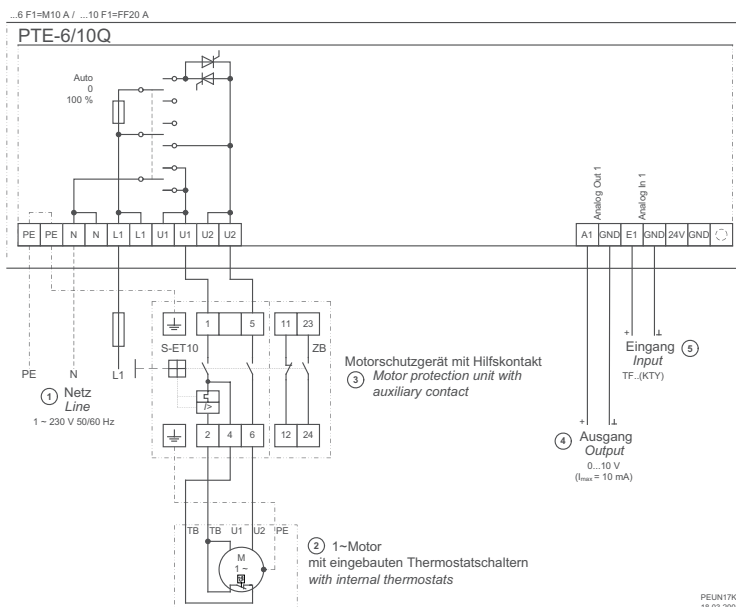 ...6 F1=M10 A / ...10 F1=FF20 A
PTE-6/10Q
Auto
0
100 %
Analog Out 1
Analog In 1
PE PE N N L1 L1 U1 U1 U2 U2
A1 GND E1 GND 24V GND
1 5 11 23
S-ET10
ZB
I>
2 4 6 12 24
PE N L1
1 Netz
Line
1 ~ 230 V 50/60 Hz
Motorschutzgerät mit Hilfskontakt
3 Motor protection unit with
auxiliary contact
+ ⊥
Eingang 5
Input
TF..(KTY)
+ ⊥
4 Ausgang
Output
0...10 V
(Imax = 10 mA)
TB TB U1 U2 PE
M
1 ~
2 1~Motor
mit eingebauten Thermostatschaltern
with internal thermostats